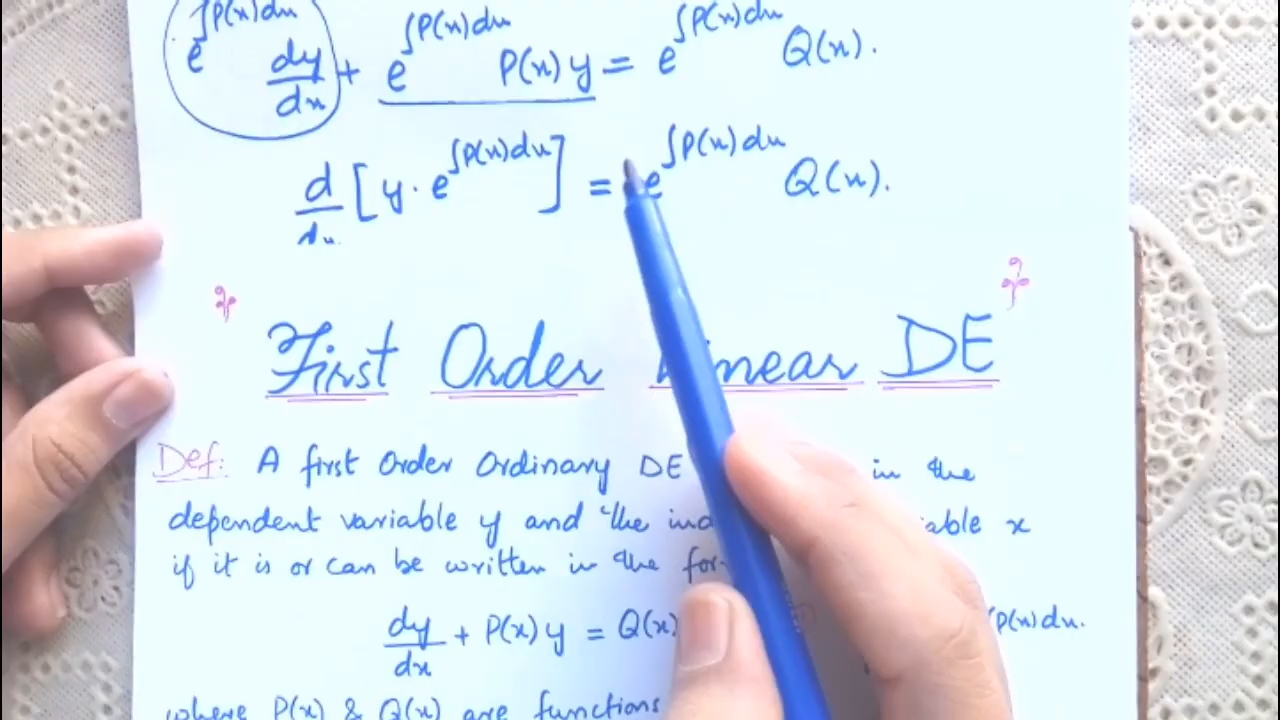 e^∫P(x)dx dy/dx + e^∫P(x)dx P(x)y = e^∫P(x)dx Q(x).
d/dx [y·e^∫P(x)dx] = e^∫P(x)dx Q(x).
First Order Linear DE
Def: A first Order Ordinary DE in the
dependent variable y and the x
if it is or can be written in the
dy/dx + P(x)y = Q(x) P(x)dx.
where P(x) & Q(x) are functions